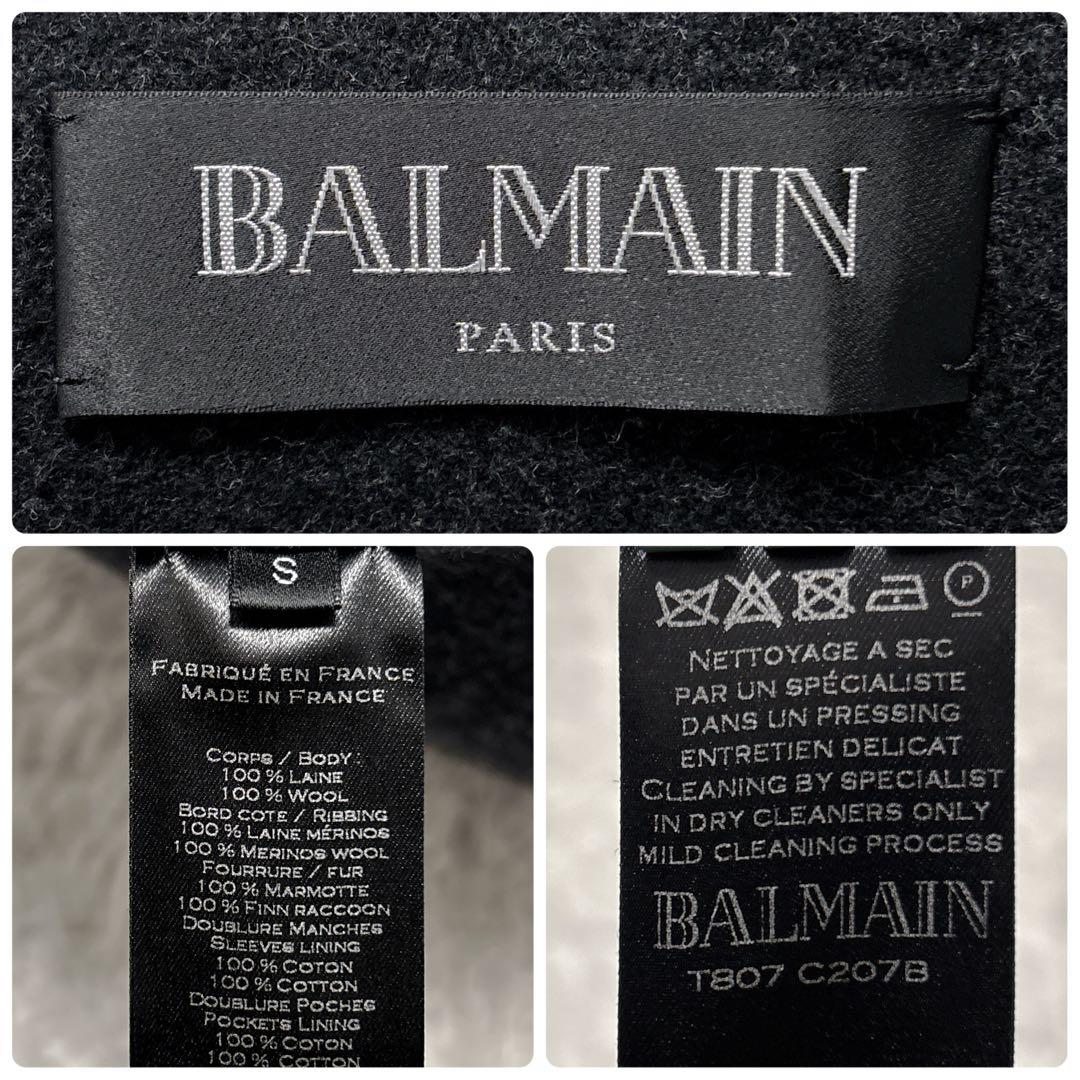 BALMAIN
PARIS
S
FABRIQUÉ EN FRANCE
MADE IN FRANCE
CORPS / BODY :
100 % LAINE
100 % WOOL
BORD COTE / RIBBING
100 % LAINE MÉRINOS
100 % MERINOS WOOL
FOURRURE / FUR
100 % MARMOTTE
100 % FINN RACCOON
DOUBLURE MANCHES
SLEEVES LINING
100 % COTON
100 % COTTON
DOUBLURE POCHES
POCKETS LINING
100 % COTON
100 % COTTON
P
NETTOYAGE A SEC
PAR UN SPÉCIALISTE
DANS UN PRESSING
ENTRETIEN DELICAT
CLEANING BY SPECIALIST
IN DRY CLEANERS ONLY
MILD CLEANING PROCESS
BALMAIN
T807 C207B